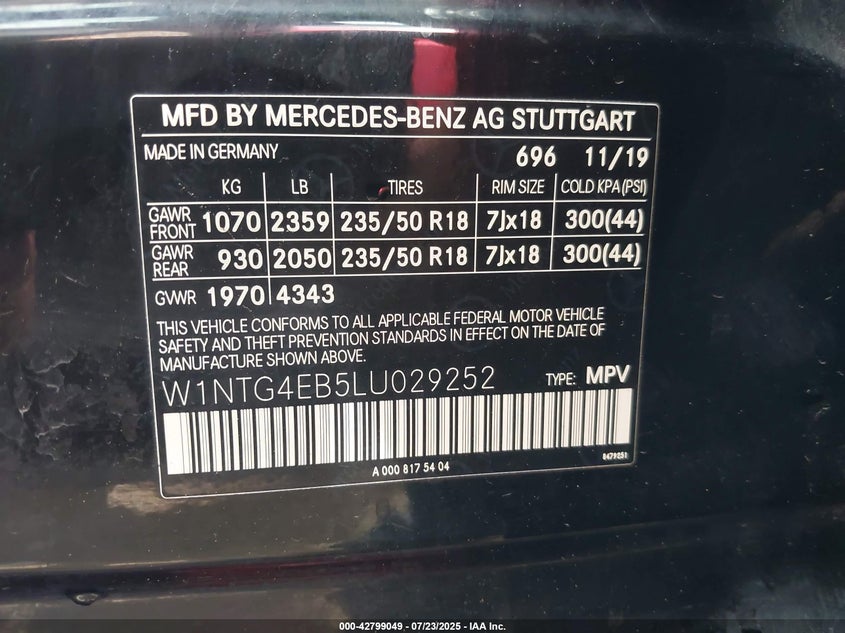 MFD BY MERCEDES-BENZ AG STUTTGART
MADE IN GERMANY 696 11/19
KG LB TIRES RIM SIZE COLD KPA(PSI)
GAWR FRONT 1070 2359 235/50 R18 7Jx18 300(44)
GAWR REAR 930 2050 235/50 R18 7Jx18 300(44)
GVWR 1970 4343
THIS VEHICLE CONFORMS TO ALL APPLICABLE FEDERAL MOTOR VEHICLE
SAFETY AND THEFT PREVENTION STANDARDS IN EFFECT ON THE DATE OF
MANUFACTURE SHOWN ABOVE.
W1NTG4EB5LU029252 TYPE: MPV
A 000 817 54 04 8479251
000-42799049 - 07/23/2025 - IAA Inc.